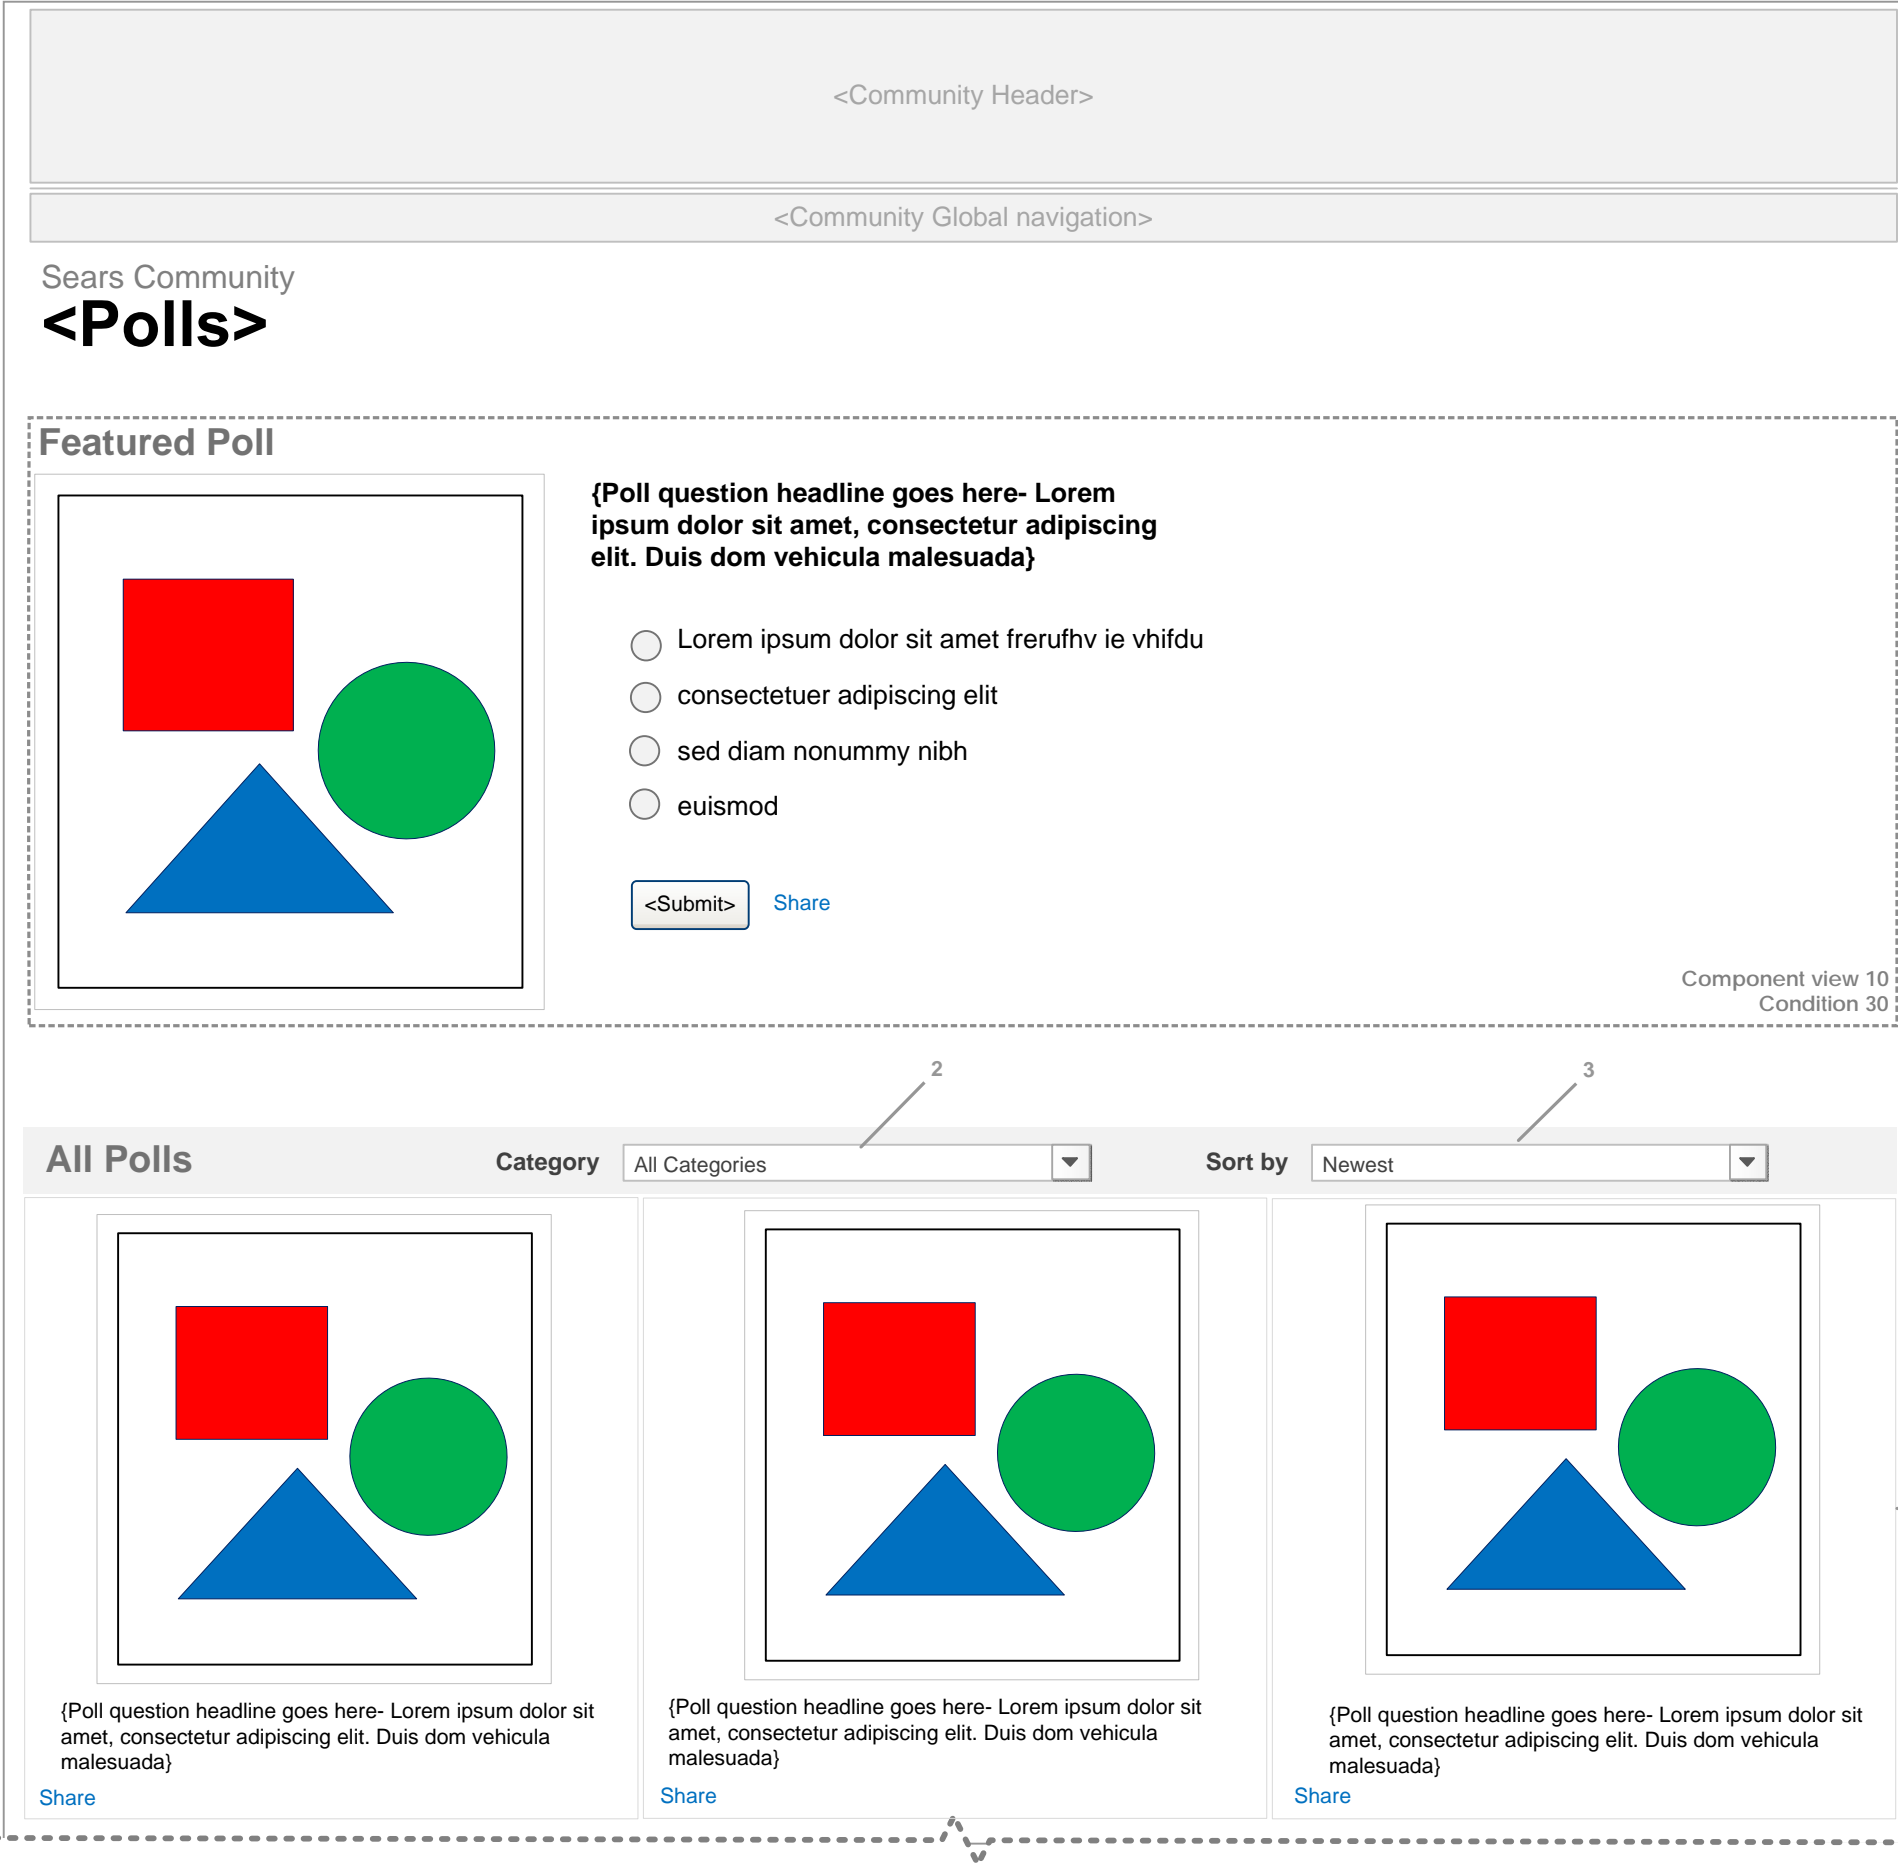 <Community Header>
<Community Global navigation>
Sears Community
<Polls>
Featured Poll
{Poll question headline goes here- Lorem
ipsum dolor sit amet, consectetur adipiscing
elit. Duis dom vehicula malesuada}
Lorem ipsum dolor sit amet frerufhv ie vhifdu
consectetuer adipiscing elit
sed diam nonummy nibh
euismod
<Submit> Share
Component view 10
Condition 30
2 3
All Polls Category All Categories Sort by Newest
{Poll question headline goes here- Lorem ipsum dolor sit
amet, consectetur adipiscing elit. Duis dom vehicula
malesuada}
Share
{Poll question headline goes here- Lorem ipsum dolor sit
amet, consectetur adipiscing elit. Duis dom vehicula
malesuada}
Share
{Poll question headline goes here- Lorem ipsum dolor sit
amet, consectetur adipiscing elit. Duis dom vehicula
malesuada}
Share